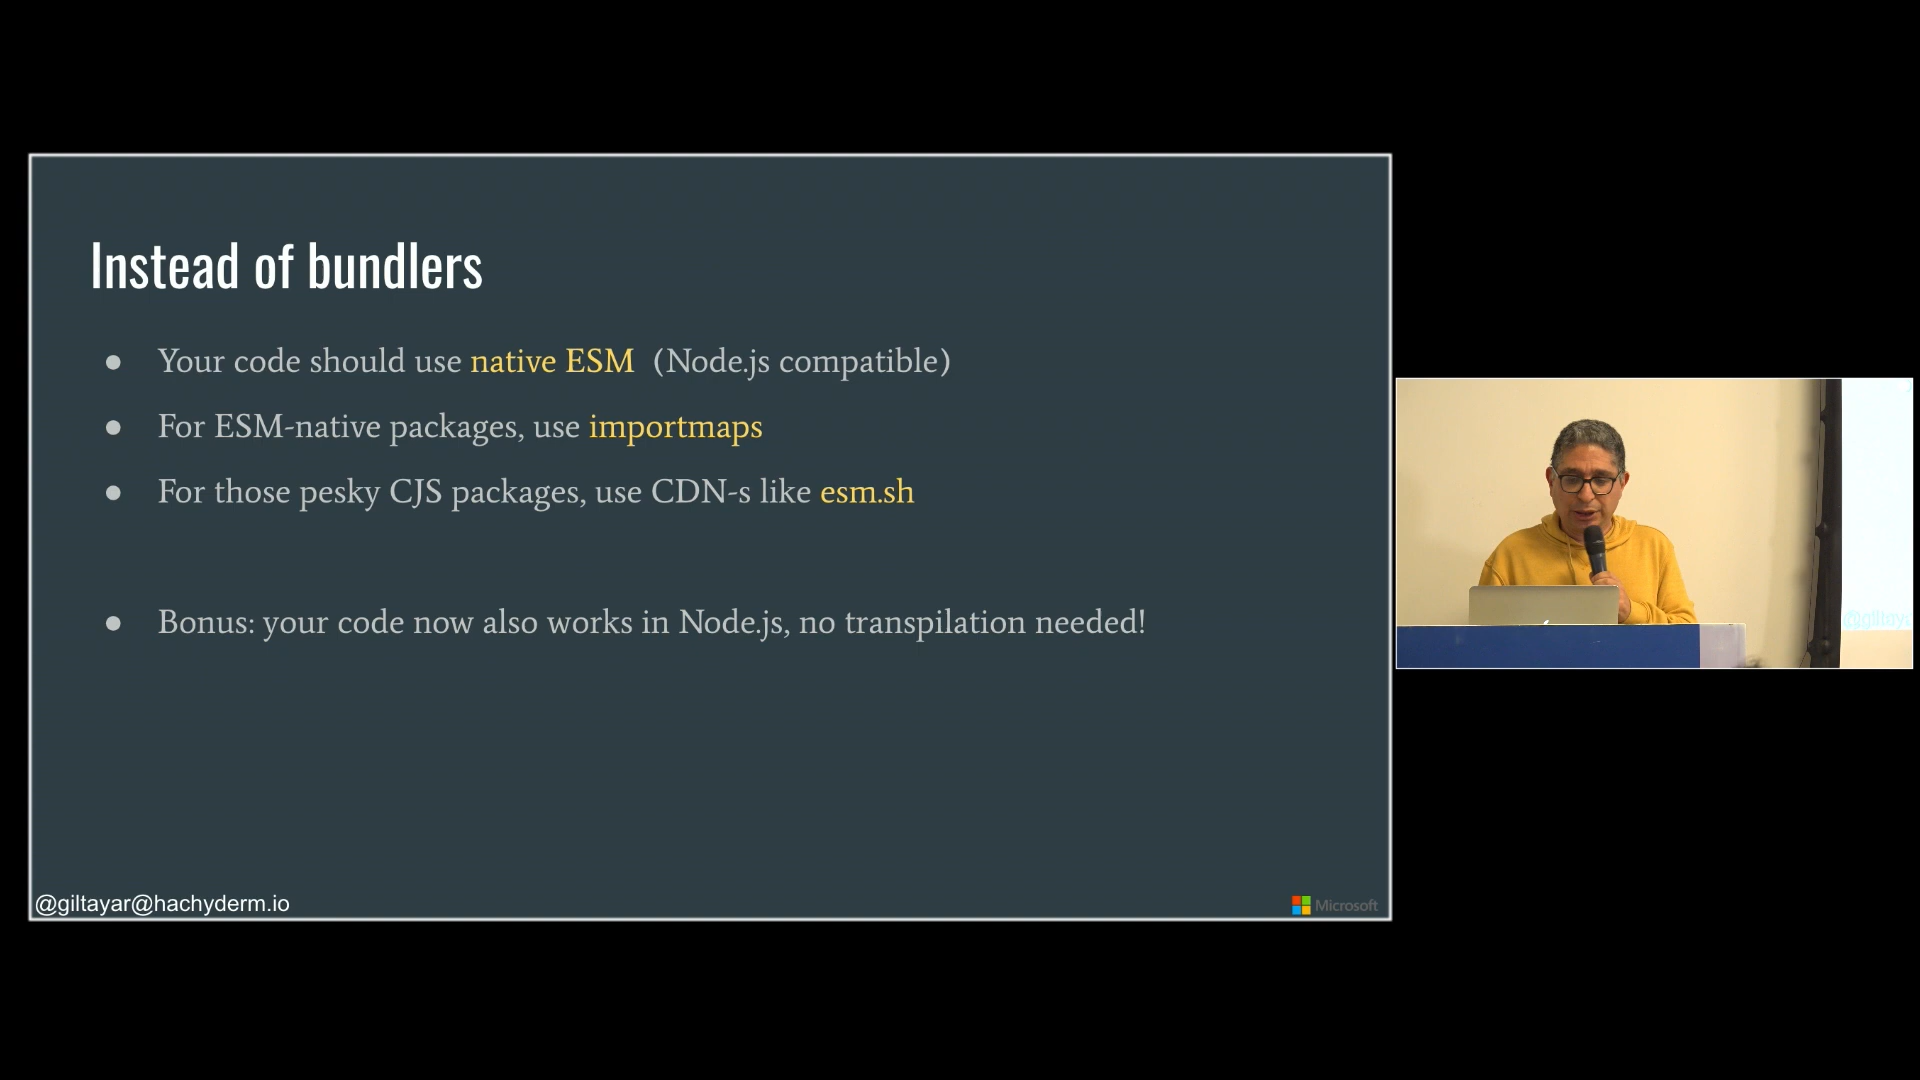 Instead of bundlers
● Your code should use native ESM (Node.js compatible)
● For ESM-native packages, use importmaps
● For those pesky CJS packages, use CDN-s like esm.sh
● Bonus: your code now also works in Node.js, no transpilation needed!
@giltayar@hachyderm.io
Microsoft
@giltay